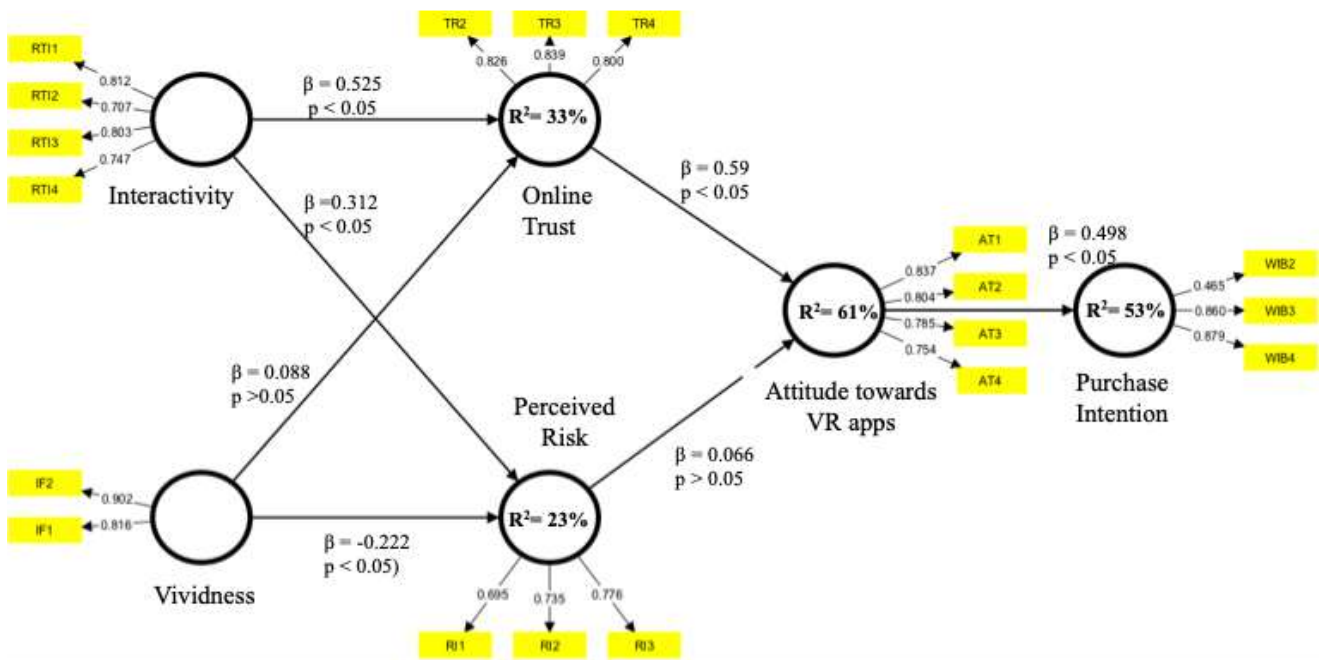 TR2
TR3
TR4
RTI1
RTI2
RTI3
RTI4
0.812
0.707
0.803
0.747
0.826
0.839
0.800
β = 0.525
p < 0.05
R²= 33%
Interactivity
Online
Trust
β =0.312
p < 0.05
β = 0.59
p < 0.05
AT1
AT2
AT3
AT4
0.837
0.804
0.785
0.754
β = 0.498
p < 0.05
R²= 61%
R²= 53%
WIB2
WIB3
WIB4
0.465
0.860
0.879
Attitude towards
VR apps
Purchase
Intention
β = 0.088
p >0.05
Perceived
Risk
β = 0.066
p > 0.05
IF2
IF1
0.902
0.816
R²= 23%
β = -0.222
p < 0.05)
Vividness
0.695
0.735
0.776
RI1
RI2
RI3